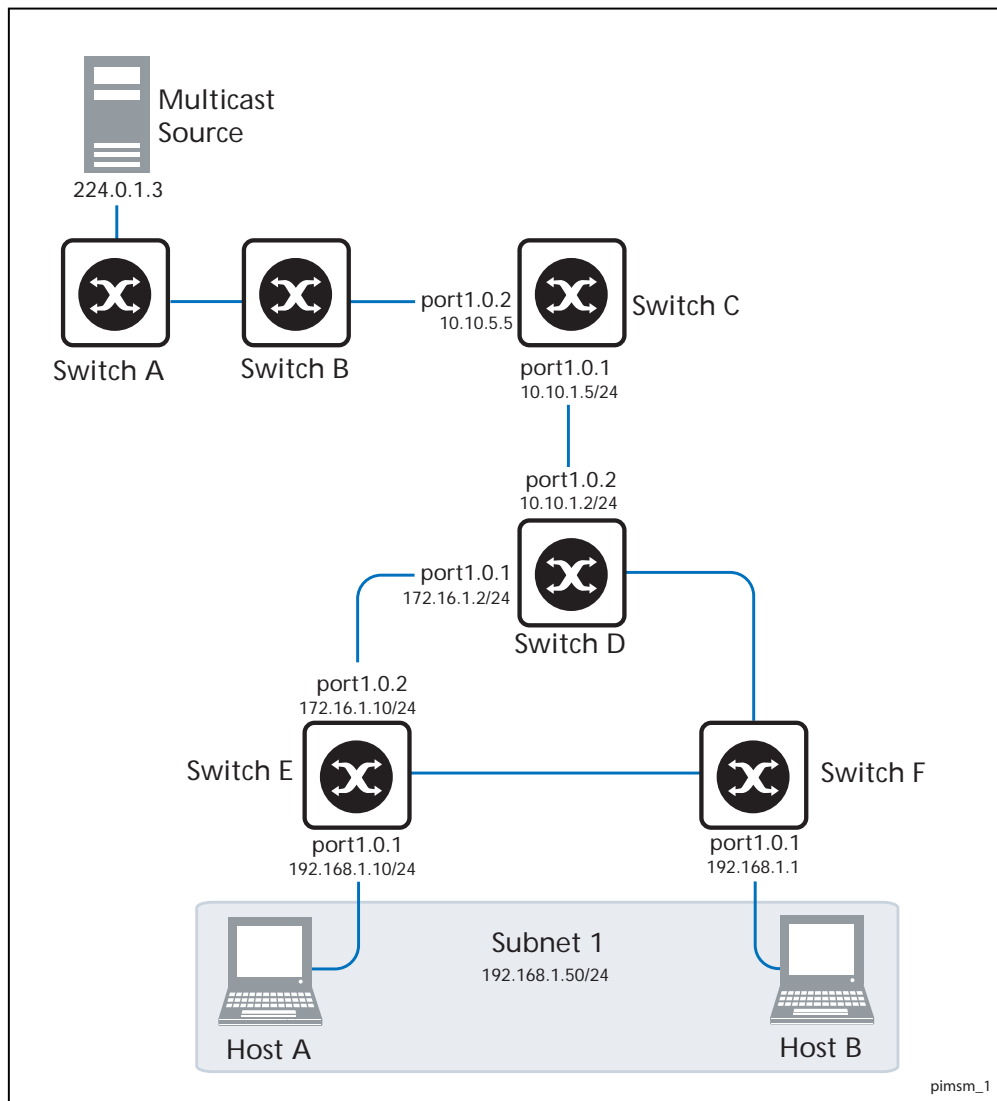 Multicast
Source
224.0.1.3
Switch A
Switch B
port1.0.2
10.10.5.5
Switch C
port1.0.1
10.10.1.5/24
port1.0.2
10.10.1.2/24
port1.0.1
172.16.1.2/24
Switch D
port1.0.2
172.16.1.10/24
Switch E
Switch F
port1.0.1
192.168.1.10/24
port1.0.1
192.168.1.1
Subnet 1
192.168.1.50/24
Host A
Host B
pimsm_1